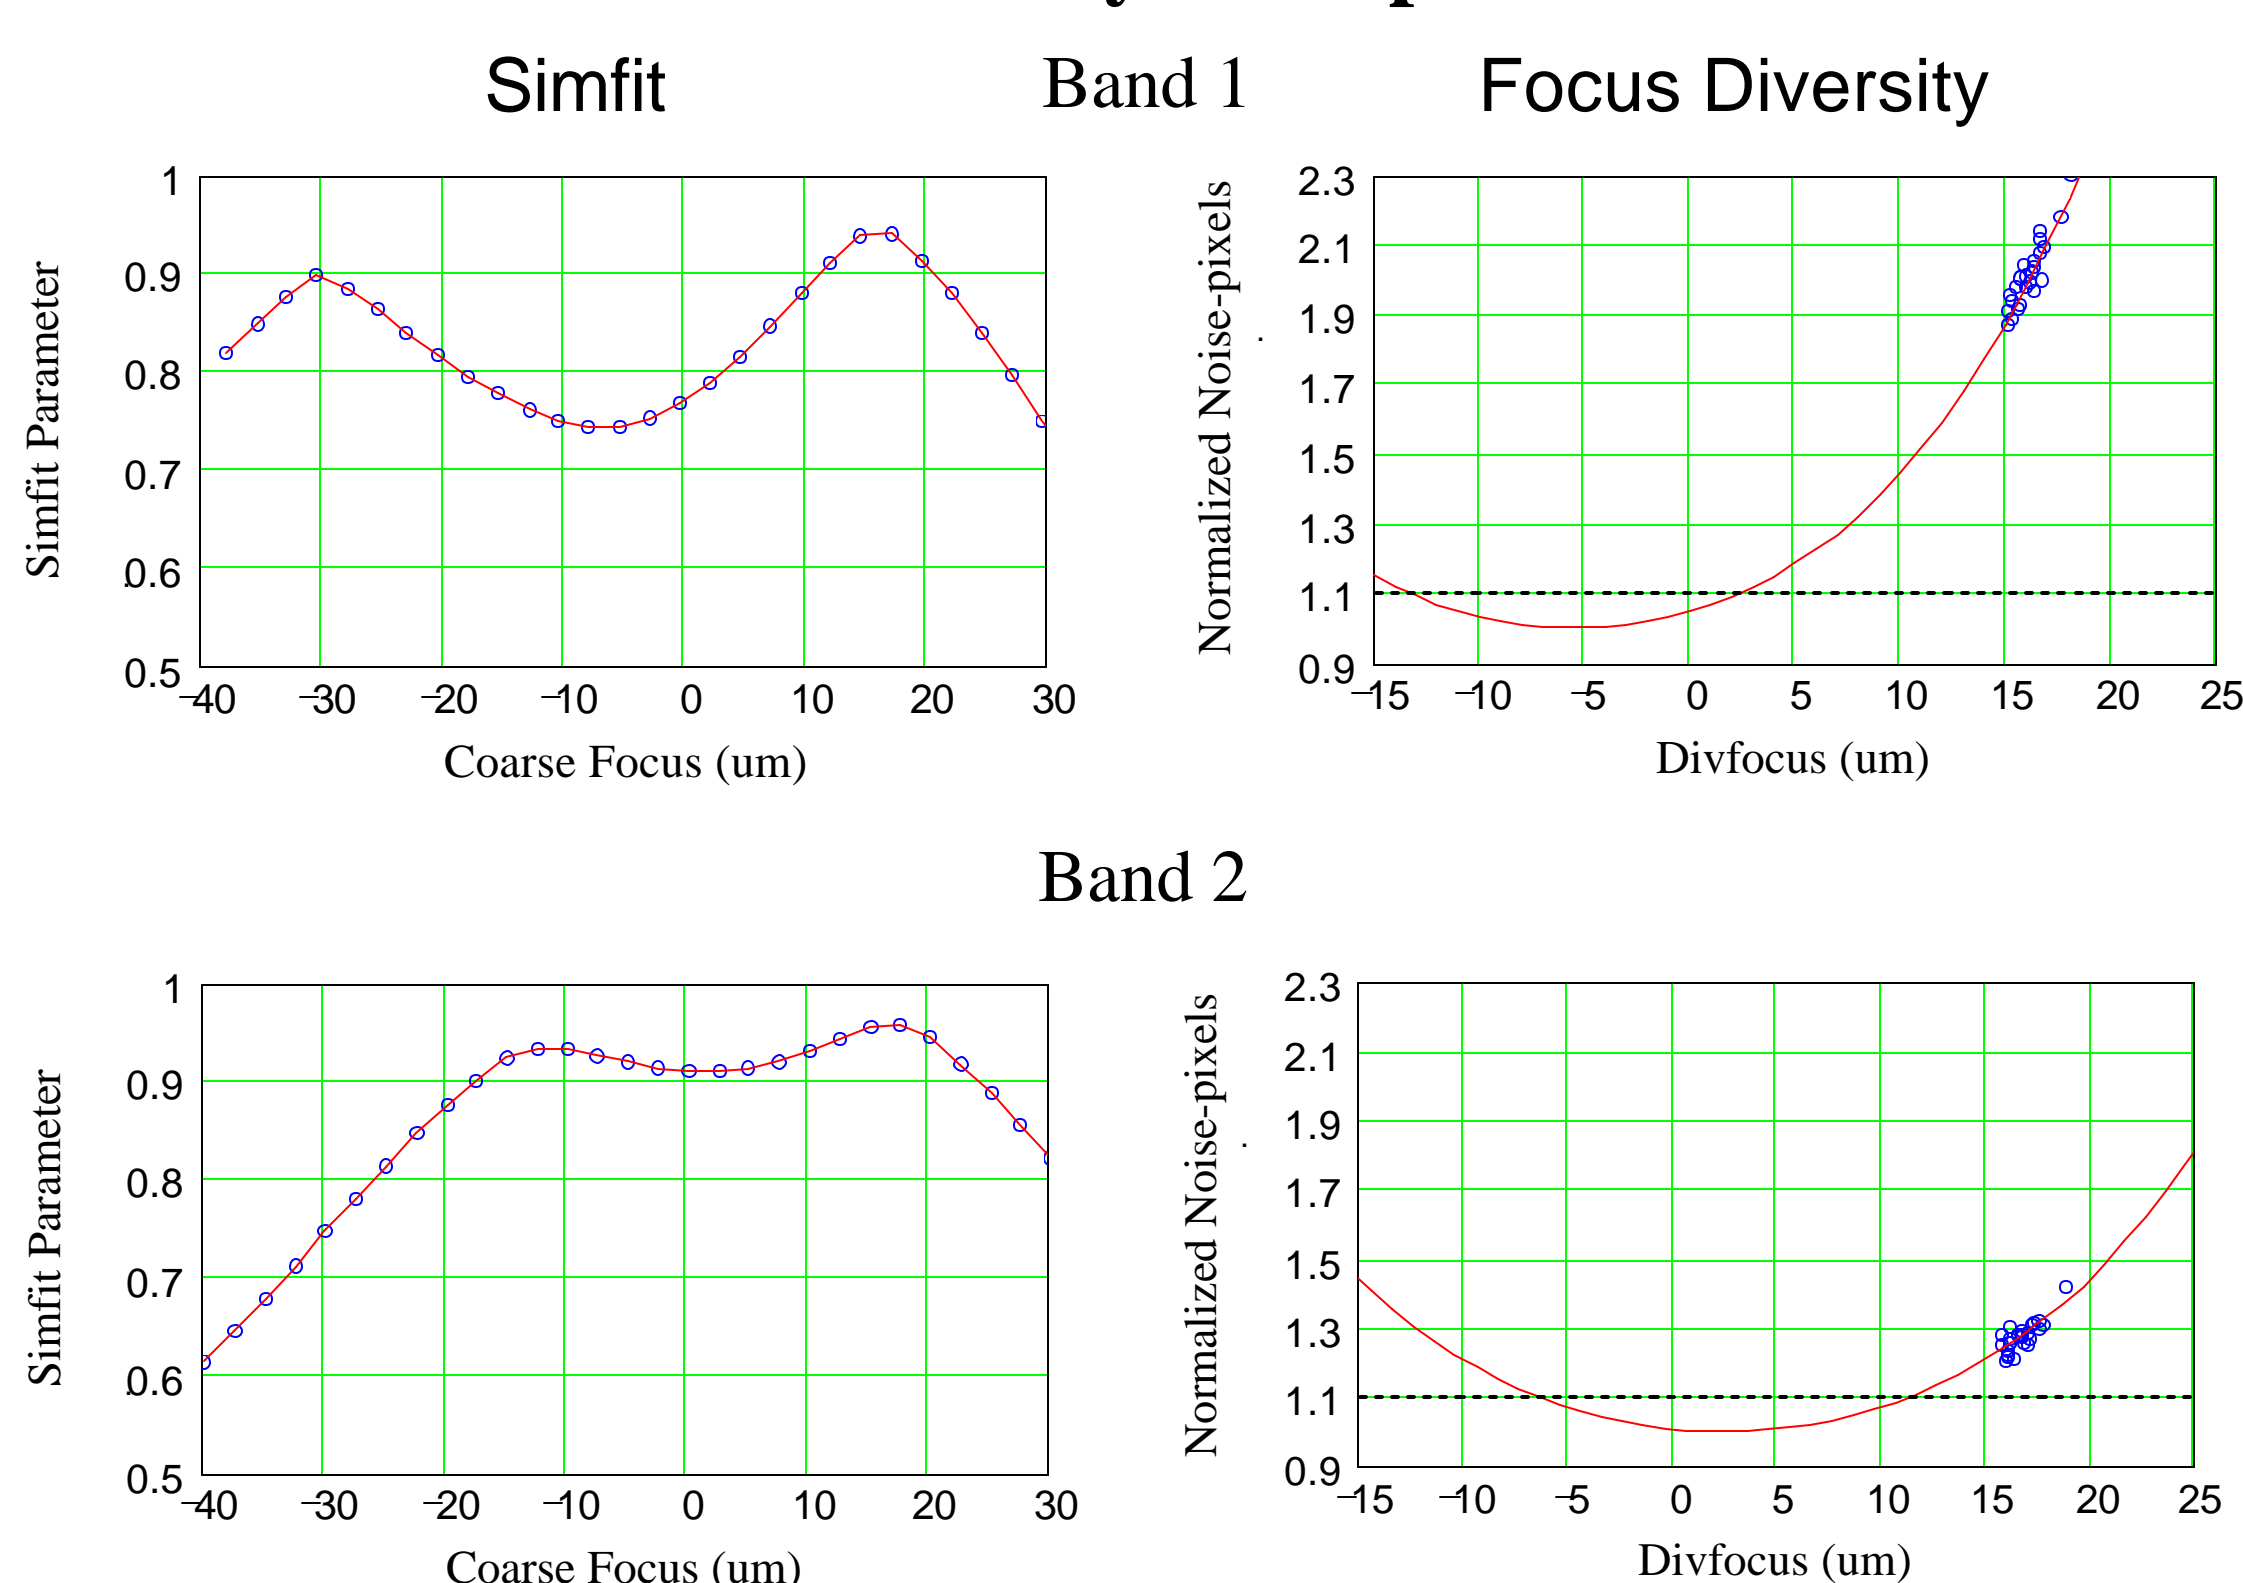 Simfit Band 1 Focus Diversity
1
0.9
0.8
0.7
0.6
0.5
−40 −30 −20 −10 0 10 20 30
Coarse Focus (um)
Simfit Parameter
2.3
2.1
1.9
1.7
1.5
1.3
1.1
0.9
−15 −10 −5 0 5 10 15 20 25
Divfocus (um)
Normalized Noise-pixels
Band 2
1
0.9
0.8
0.7
0.6
0.5
−40 −30 −20 −10 0 10 20 30
Coarse Focus (um)
Simfit Parameter
2.3
2.1
1.9
1.7
1.5
1.3
1.1
0.9
−15 −10 −5 0 5 10 15 20 25
Divfocus (um)
Normalized Noise-pixels